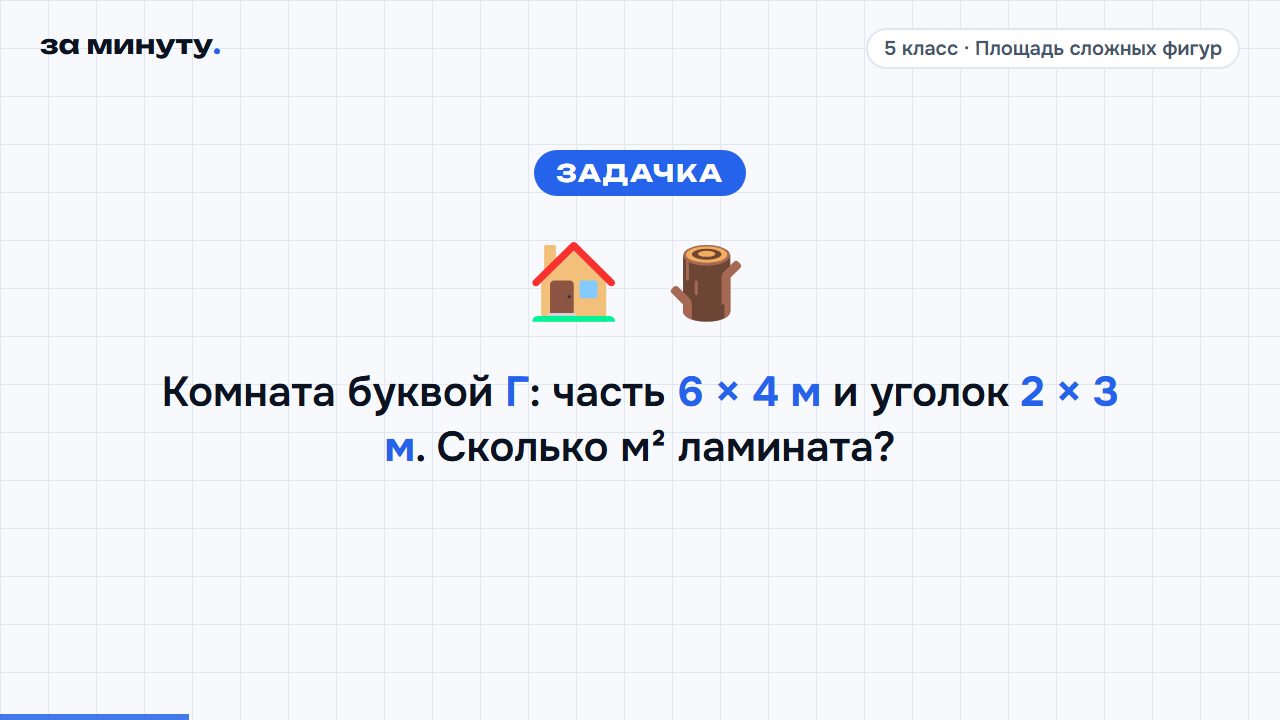 за минуту.
5 класс · Площадь сложных фигур
ЗАДАЧКА
Комната буквой Г: часть 6 × 4 м и уголок 2 × 3
м. Сколько м² ламината?